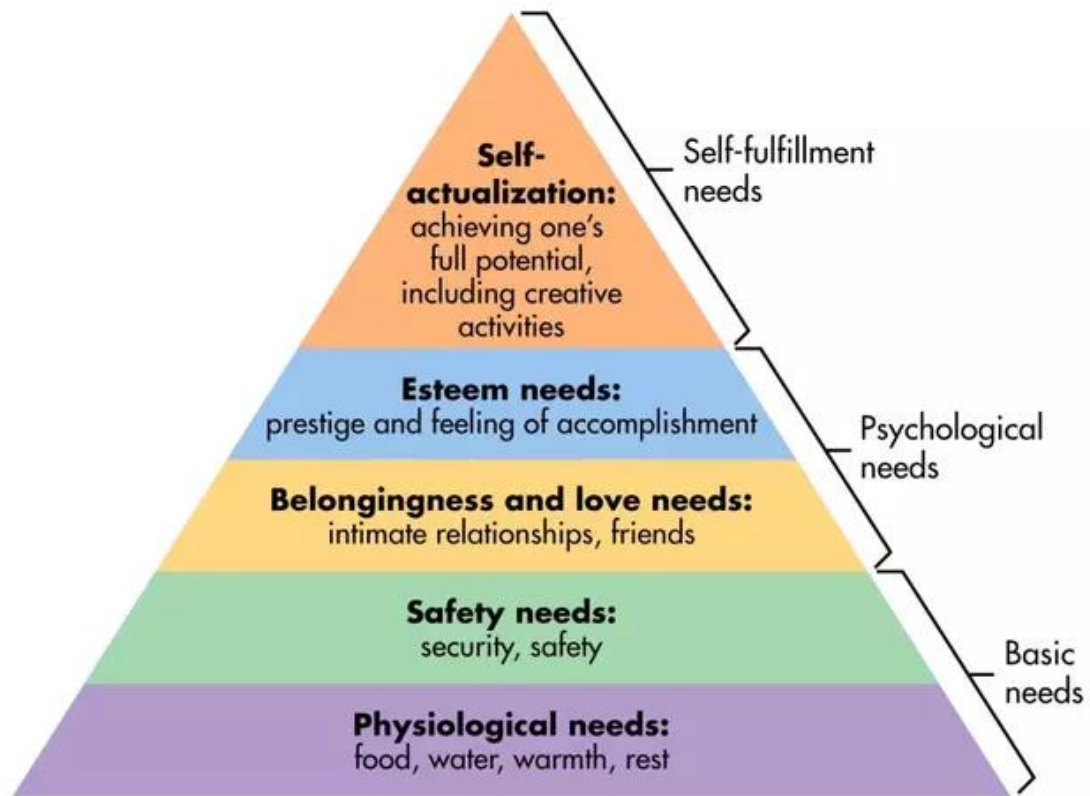 Self-
actualization:
achieving one's
full potential,
including creative
activities
Self-fulfillment
needs
Esteem needs:
prestige and feeling of accomplishment
Psychological
needs
Belongingness and love needs:
intimate relationships, friends
Safety needs:
security, safety
Basic
needs
Physiological needs:
food, water, warmth, rest